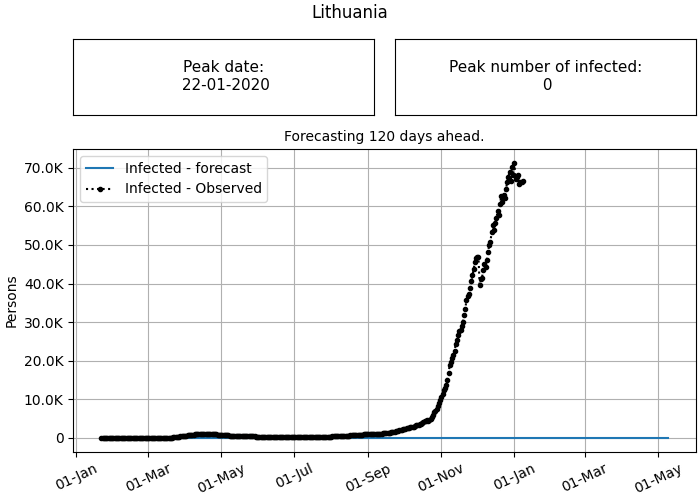 Lithuania
Peak date:
22-01-2020
Peak number of infected:
0
Forecasting 120 days ahead.
Infected - forecast
Infected - Observed
Persons
70.0K
60.0K
50.0K
40.0K
30.0K
20.0K
10.0K
0
01-Jan
01-Mar
01-May
01-Jul
01-Sep
01-Nov
01-Jan
01-Mar
01-May